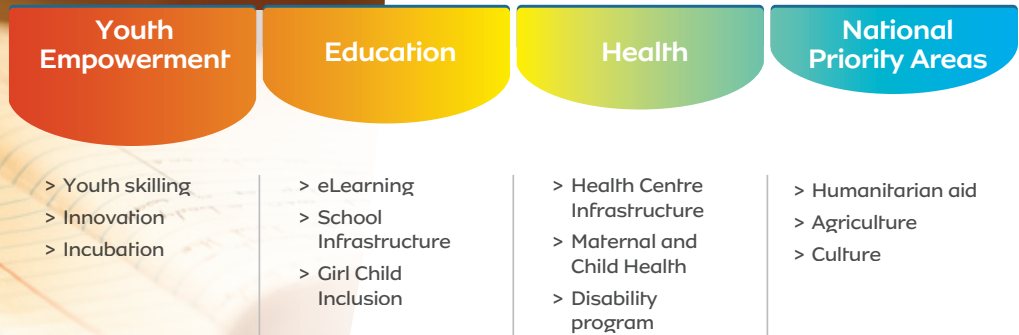 Youth
Empowerment
Education
Health
National
Priority Areas
> Youth skilling
> Innovation
> Incubation
> eLearning
> School
Infrastructure
> Girl Child
Inclusion
> Health Centre
Infrastructure
> Maternal and
Child Health
> Disability
program
> Humanitarian aid
> Agriculture
> Culture